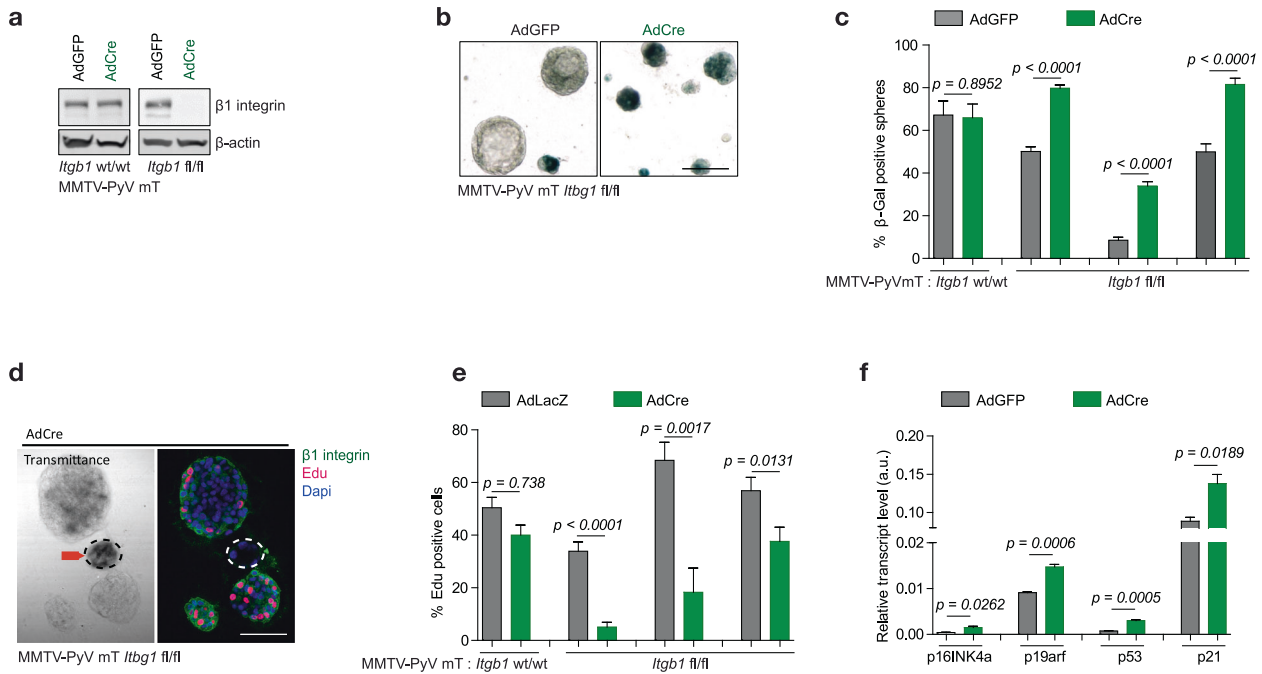 a
AdGFP
AdCre
AdGFP
AdCre
β1 integrin
β-actin
Itgb1 wt/wt
Itgb1 fl/fl
MMTV-PyV mT
b
AdGFP
AdCre
MMTV-PyV mT Itbg1 fl/fl
c
AdGFP
AdCre
% β-Gal positive spheres
100
80
60
40
20
0
p = 0.8952
p < 0.0001
p < 0.0001
p < 0.0001
MMTV-PyVmT : Itgb1 wt/wt
Itgb1 fl/fl
d
AdCre
Transmittance
β1 integrin
Edu
Dapi
MMTV-PyV mT Itbg1 fl/fl
e
AdLacZ
AdCre
% Edu positive cells
80
60
40
20
0
p = 0.738
p < 0.0001
p = 0.0017
p = 0.0131
MMTV-PyV mT : Itgb1 wt/wt
Itgb1 fl/fl
f
AdGFP
AdCre
Relative transcript level (a.u.)
0.20
0.15
0.10
0.02
0.01
0.00
p = 0.0262
p = 0.0006
p = 0.0005
p = 0.0189
p16INK4a
p19arf
p53
p21